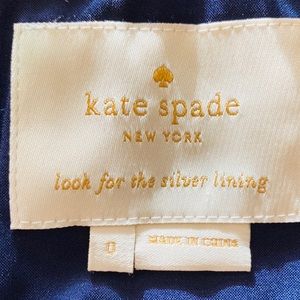 kate spade
NEW YORK
look for the silver lining
0
MADE IN CHINA